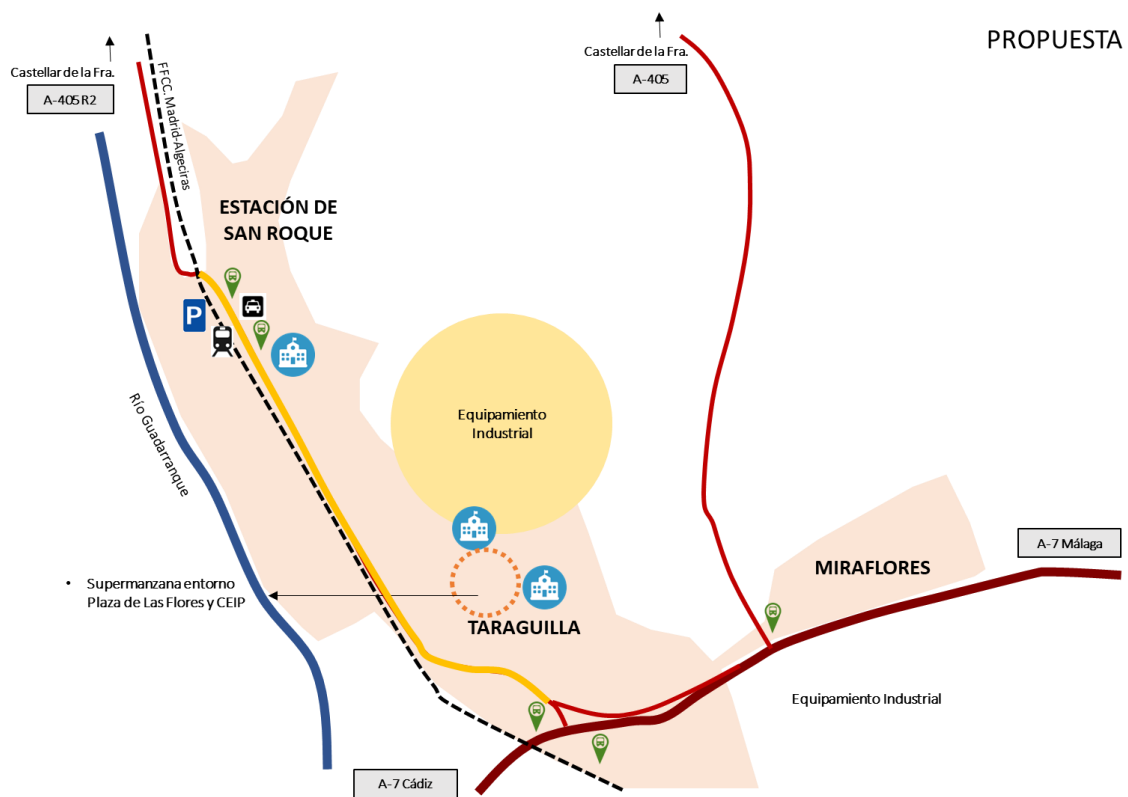 PROPUESTA
Castellar de la Fra.
A-405
Castellar de la Fra.
A-405 R2
FFCC. Madrid-Algeciras
ESTACIÓN DE
SAN ROQUE
P
Río Guadarranque
Equipamiento
Industrial
A-7 Málaga
MIRAFLORES
• Supermanzana entorno
Plaza de Las Flores y CEIP
TARAGUILLA
Equipamiento Industrial
A-7 Cádiz